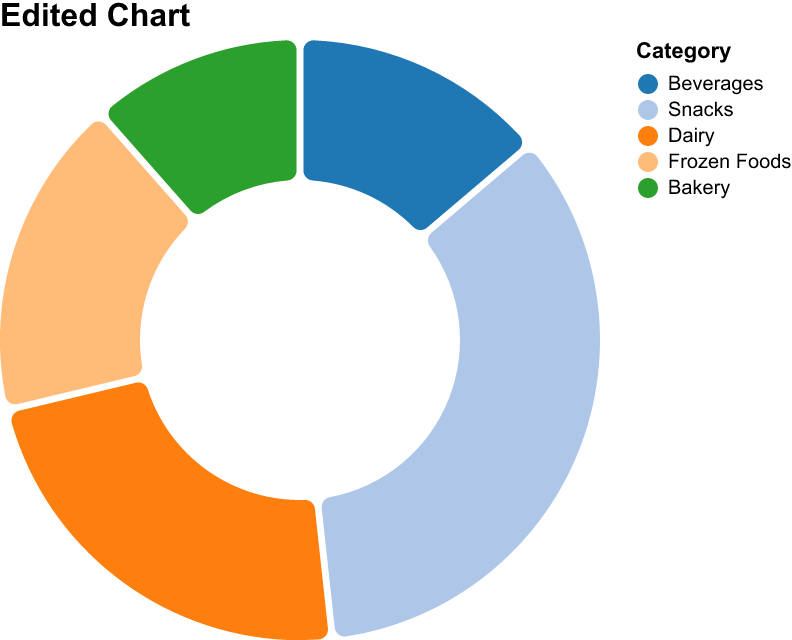 Edited Chart
Category
Beverages
Snacks
Dairy
Frozen Foods
Bakery